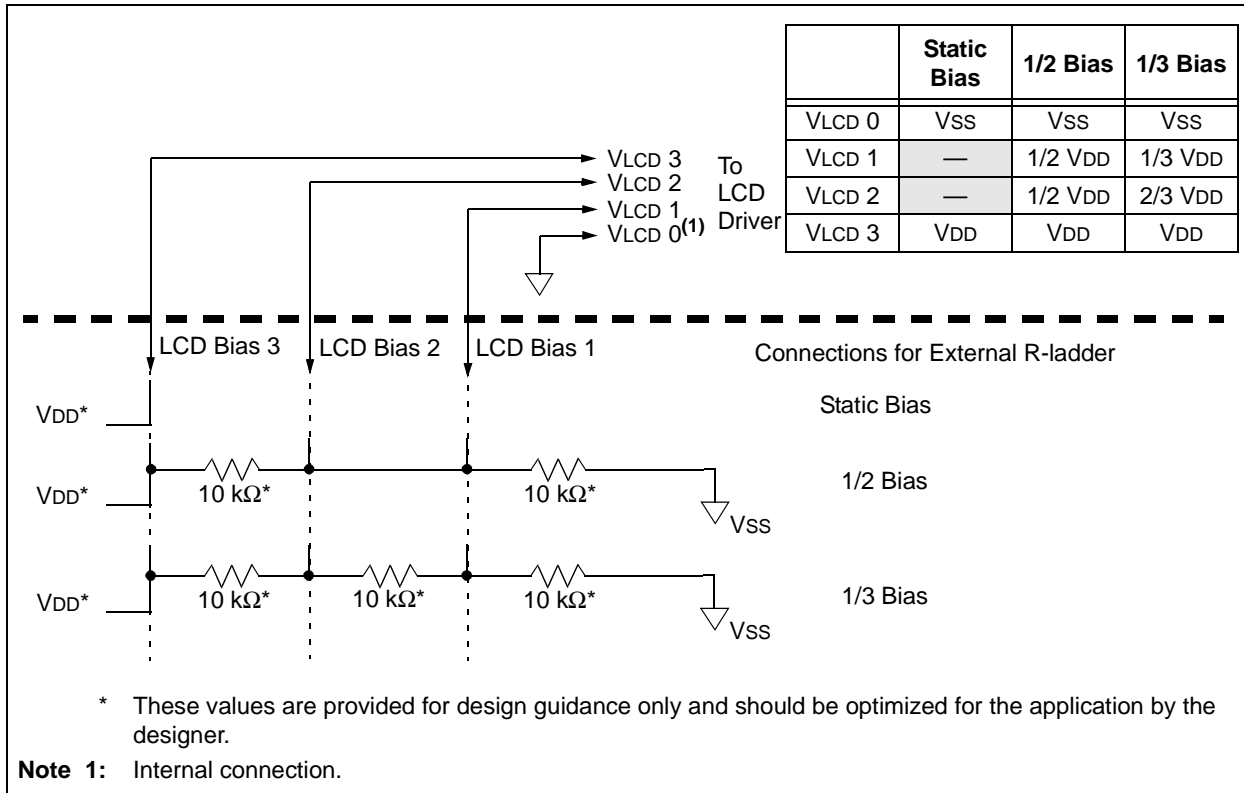 Static Bias 1/2 Bias 1/3 Bias
VLCD 0 VSS VSS VSS
VLCD 1 — 1/2 VDD 1/3 VDD
VLCD 2 — 1/2 VDD 2/3 VDD
VLCD 3 VDD VDD VDD
VLCD 3
VLCD 2
VLCD 1
VLCD 0(1)
To
LCD
Driver
LCD Bias 3 LCD Bias 2 LCD Bias 1 Connections for External R-ladder
VDD* Static Bias
VDD* 10 kΩ* 10 kΩ* VSS 1/2 Bias
VDD* 10 kΩ* 10 kΩ* 10 kΩ* VSS 1/3 Bias
* These values are provided for design guidance only and should be optimized for the application by the
designer.
Note 1: Internal connection.